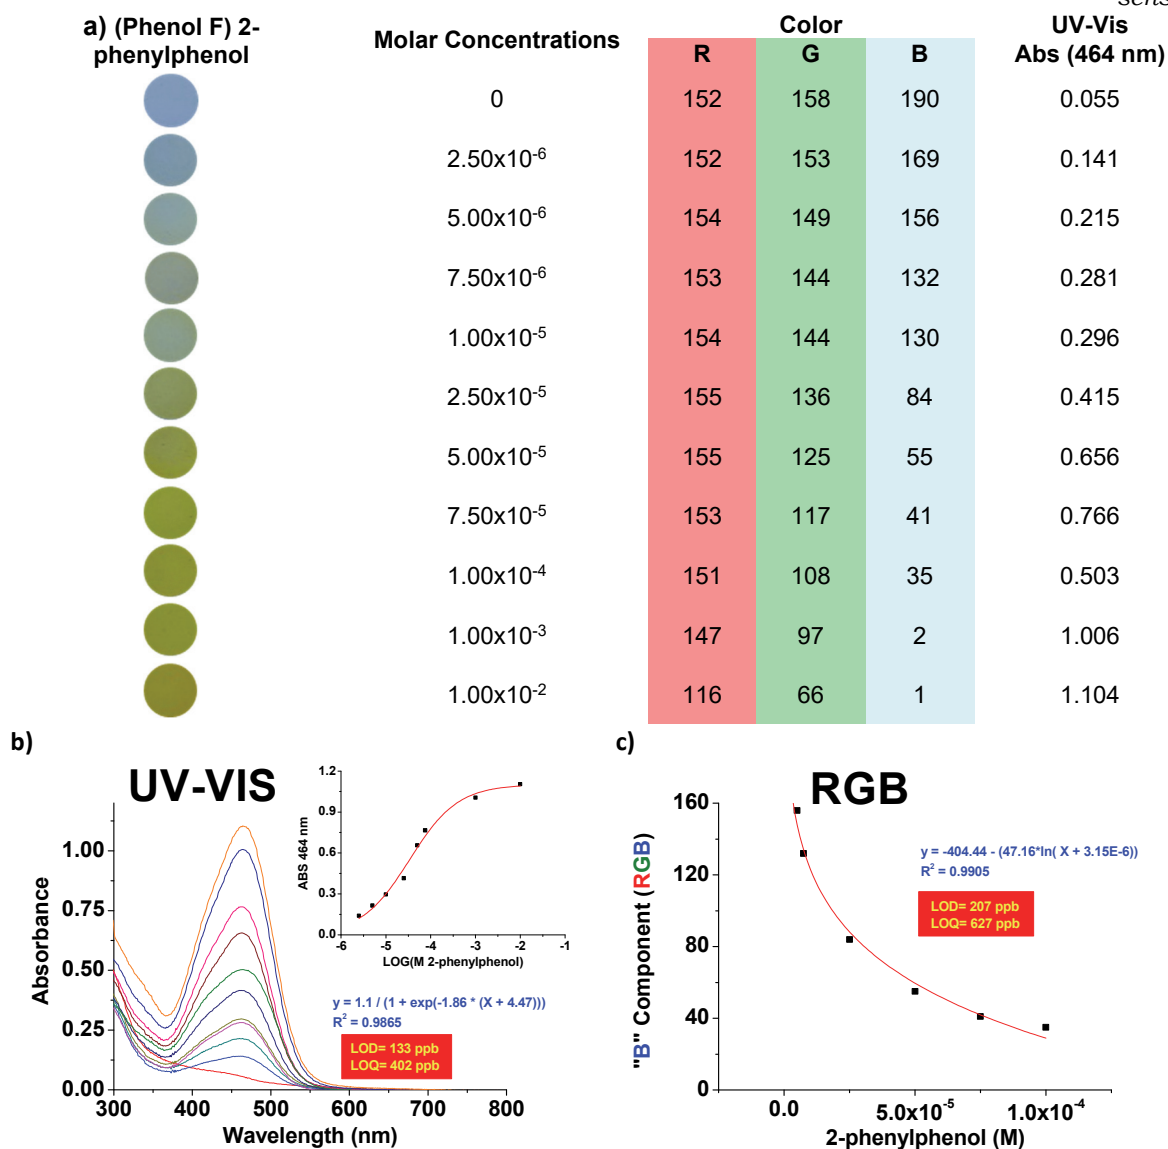 sens
a) (Phenol F) 2-
phenylphenol
Molar Concentrations
Color
R G B
UV-Vis
Abs (464 nm)
0 152 158 190 0.055
2.50x10⁻⁶ 152 153 169 0.141
5.00x10⁻⁶ 154 149 156 0.215
7.50x10⁻⁶ 153 144 132 0.281
1.00x10⁻⁵ 154 144 130 0.296
2.50x10⁻⁵ 155 136 84 0.415
5.00x10⁻⁵ 155 125 55 0.656
7.50x10⁻⁵ 153 117 41 0.766
1.00x10⁻⁴ 151 108 35 0.503
1.00x10⁻³ 147 97 2 1.006
1.00x10⁻² 116 66 1 1.104
b)
UV-VIS
Absorbance
1.00
0.75
0.50
0.25
0.00
300 400 500 600 700 800
Wavelength (nm)
ABS 464 nm
1.2
0.9
0.6
0.3
0.0
-6 -5 -4 -3 -2 -1
LOG(M 2-phenylphenol)
y = 1.1 / (1 + exp(-1.86 * (X + 4.47)))
R² = 0.9865
LOD= 133 ppb
LOQ= 402 ppb
c)
RGB
"B" Component (RGB)
160
120
80
40
0
0.0 5.0x10⁻⁵ 1.0x10⁻⁴
2-phenylphenol (M)
y = -404.44 - (47.16*ln( X + 3.15E-6))
R² = 0.9905
LOD= 207 ppb
LOQ= 627 ppb